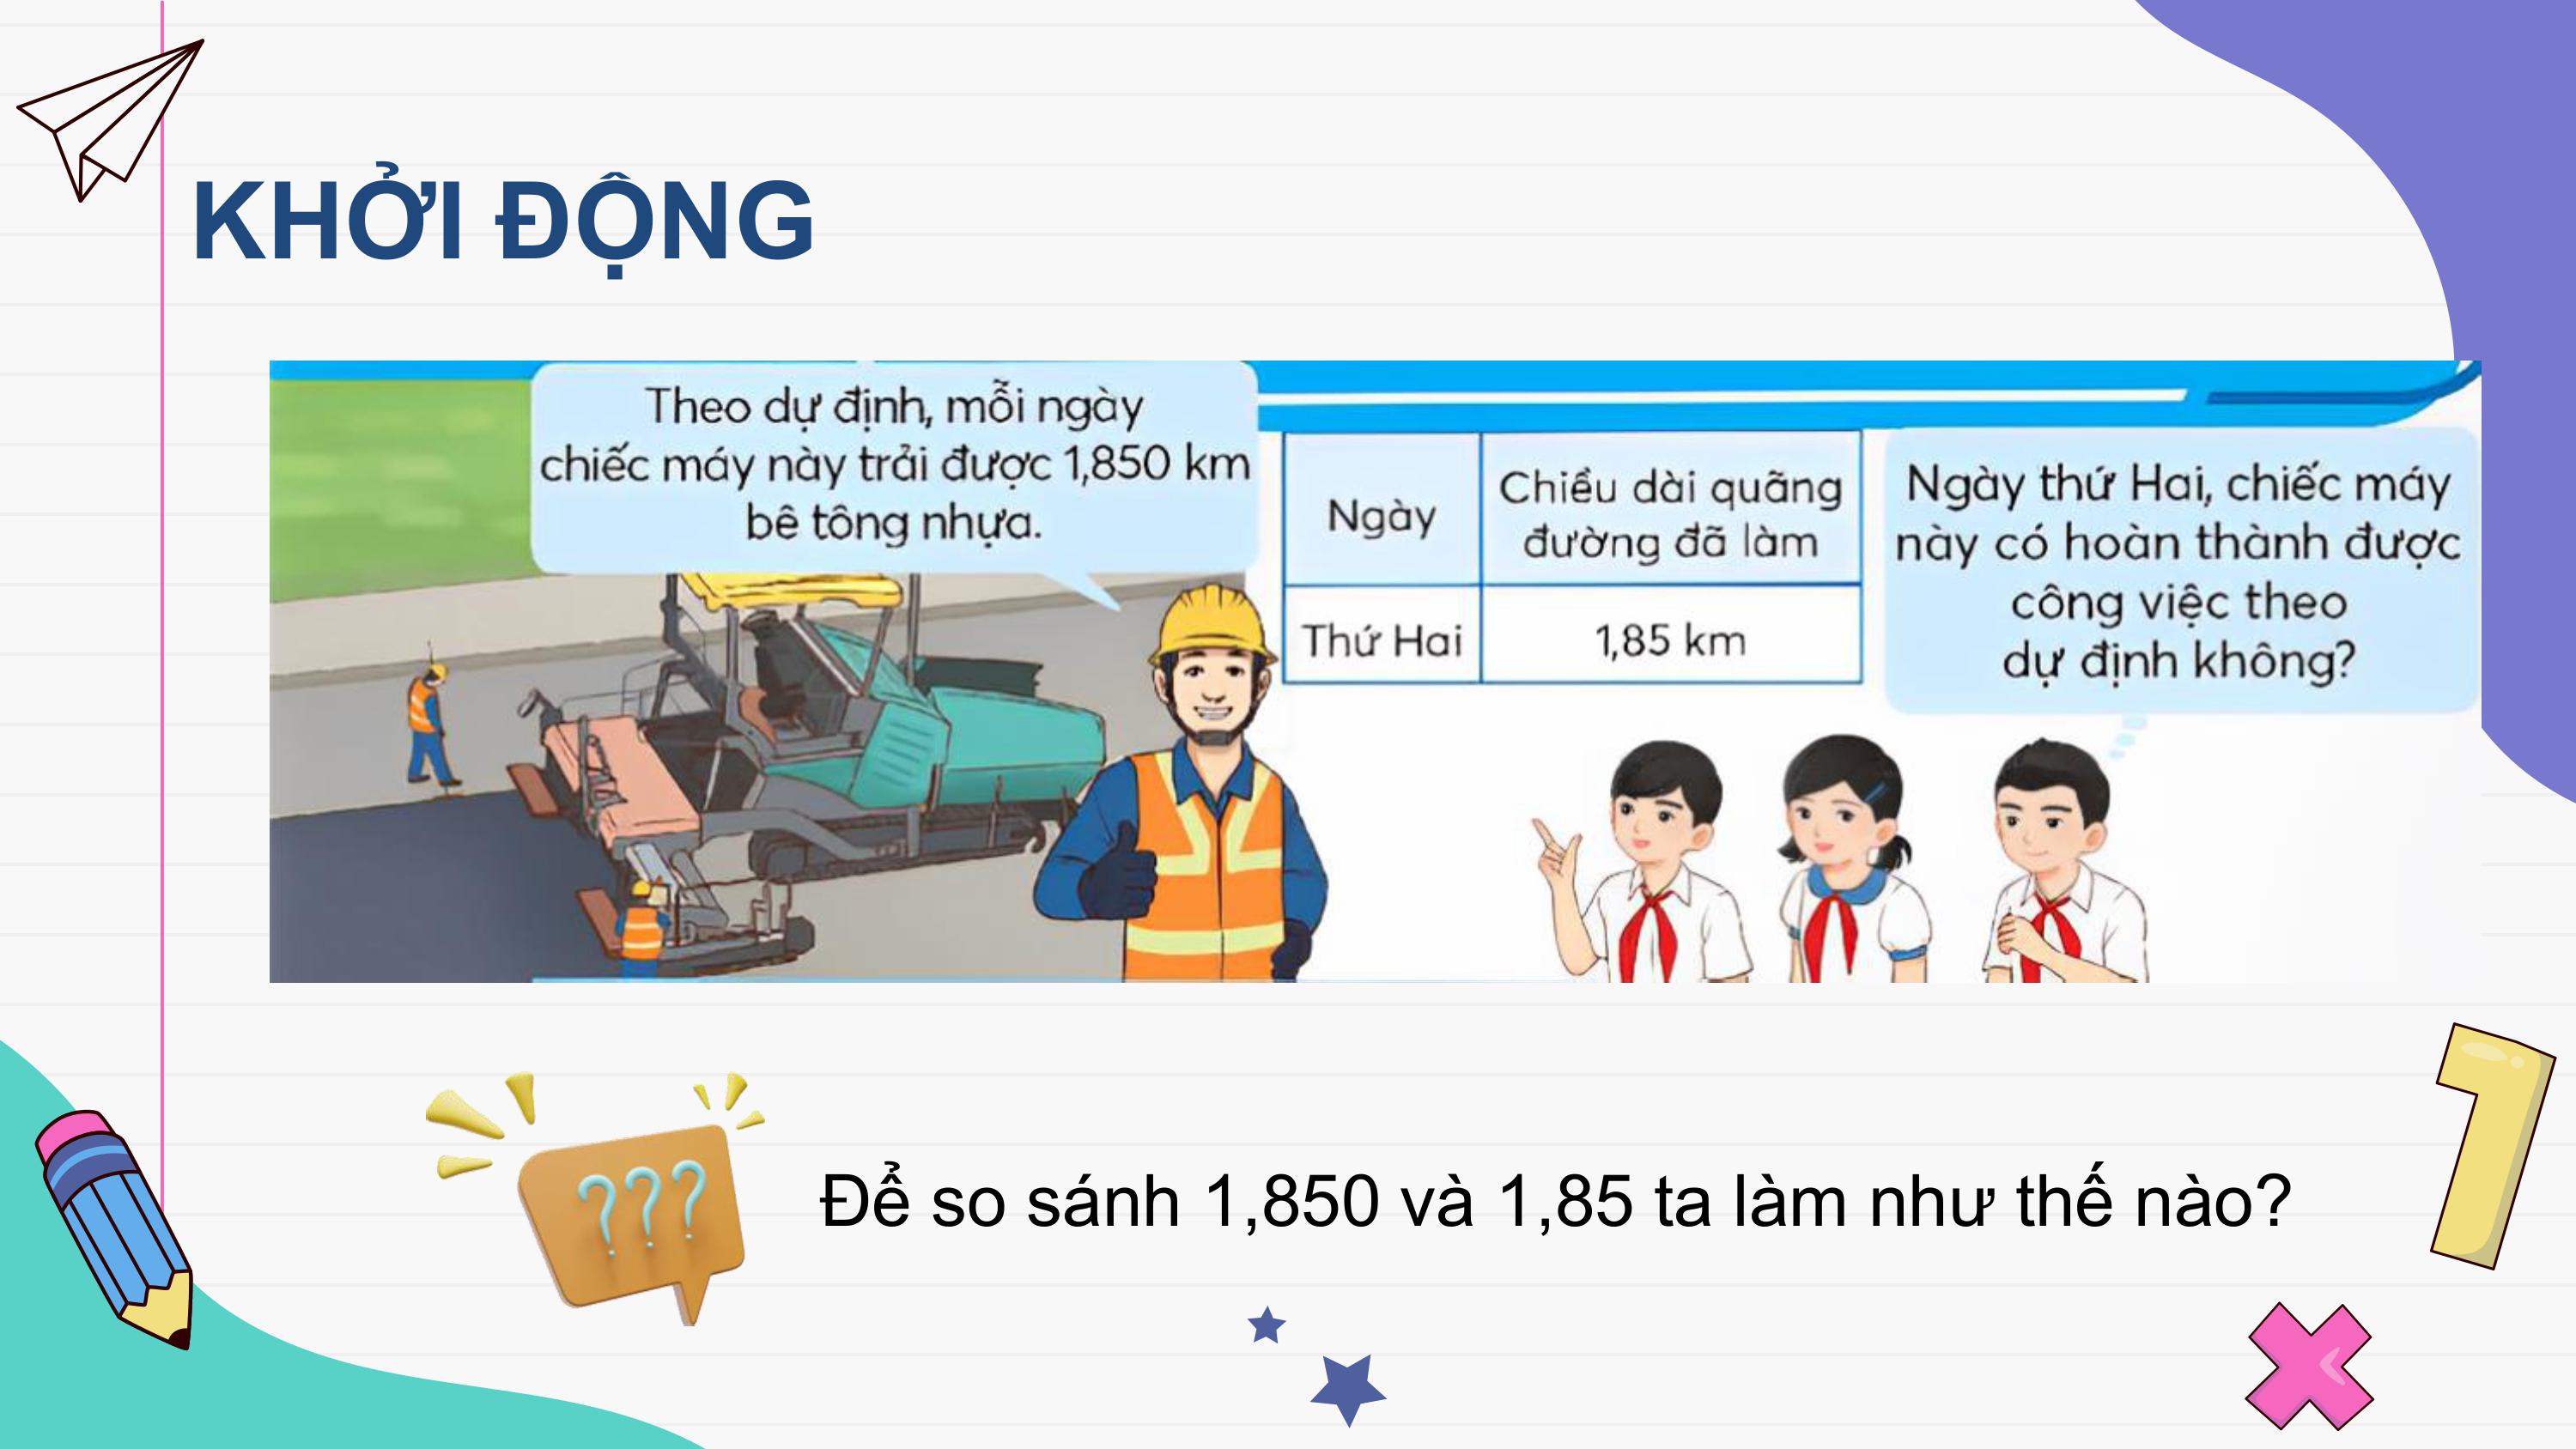 KHỞI ĐỘNG
Theo dự định, mỗi ngày
chiếc máy này trải được 1,850 km
bê tông nhựa.
Ngày
Chiều dài quãng
đường đã làm
Thứ Hai
1,85 km
Ngày thứ Hai, chiếc máy
này có hoàn thành được
công việc theo
dự định không?
???
Để so sánh 1,850 và 1,85 ta làm như thế nào?
1